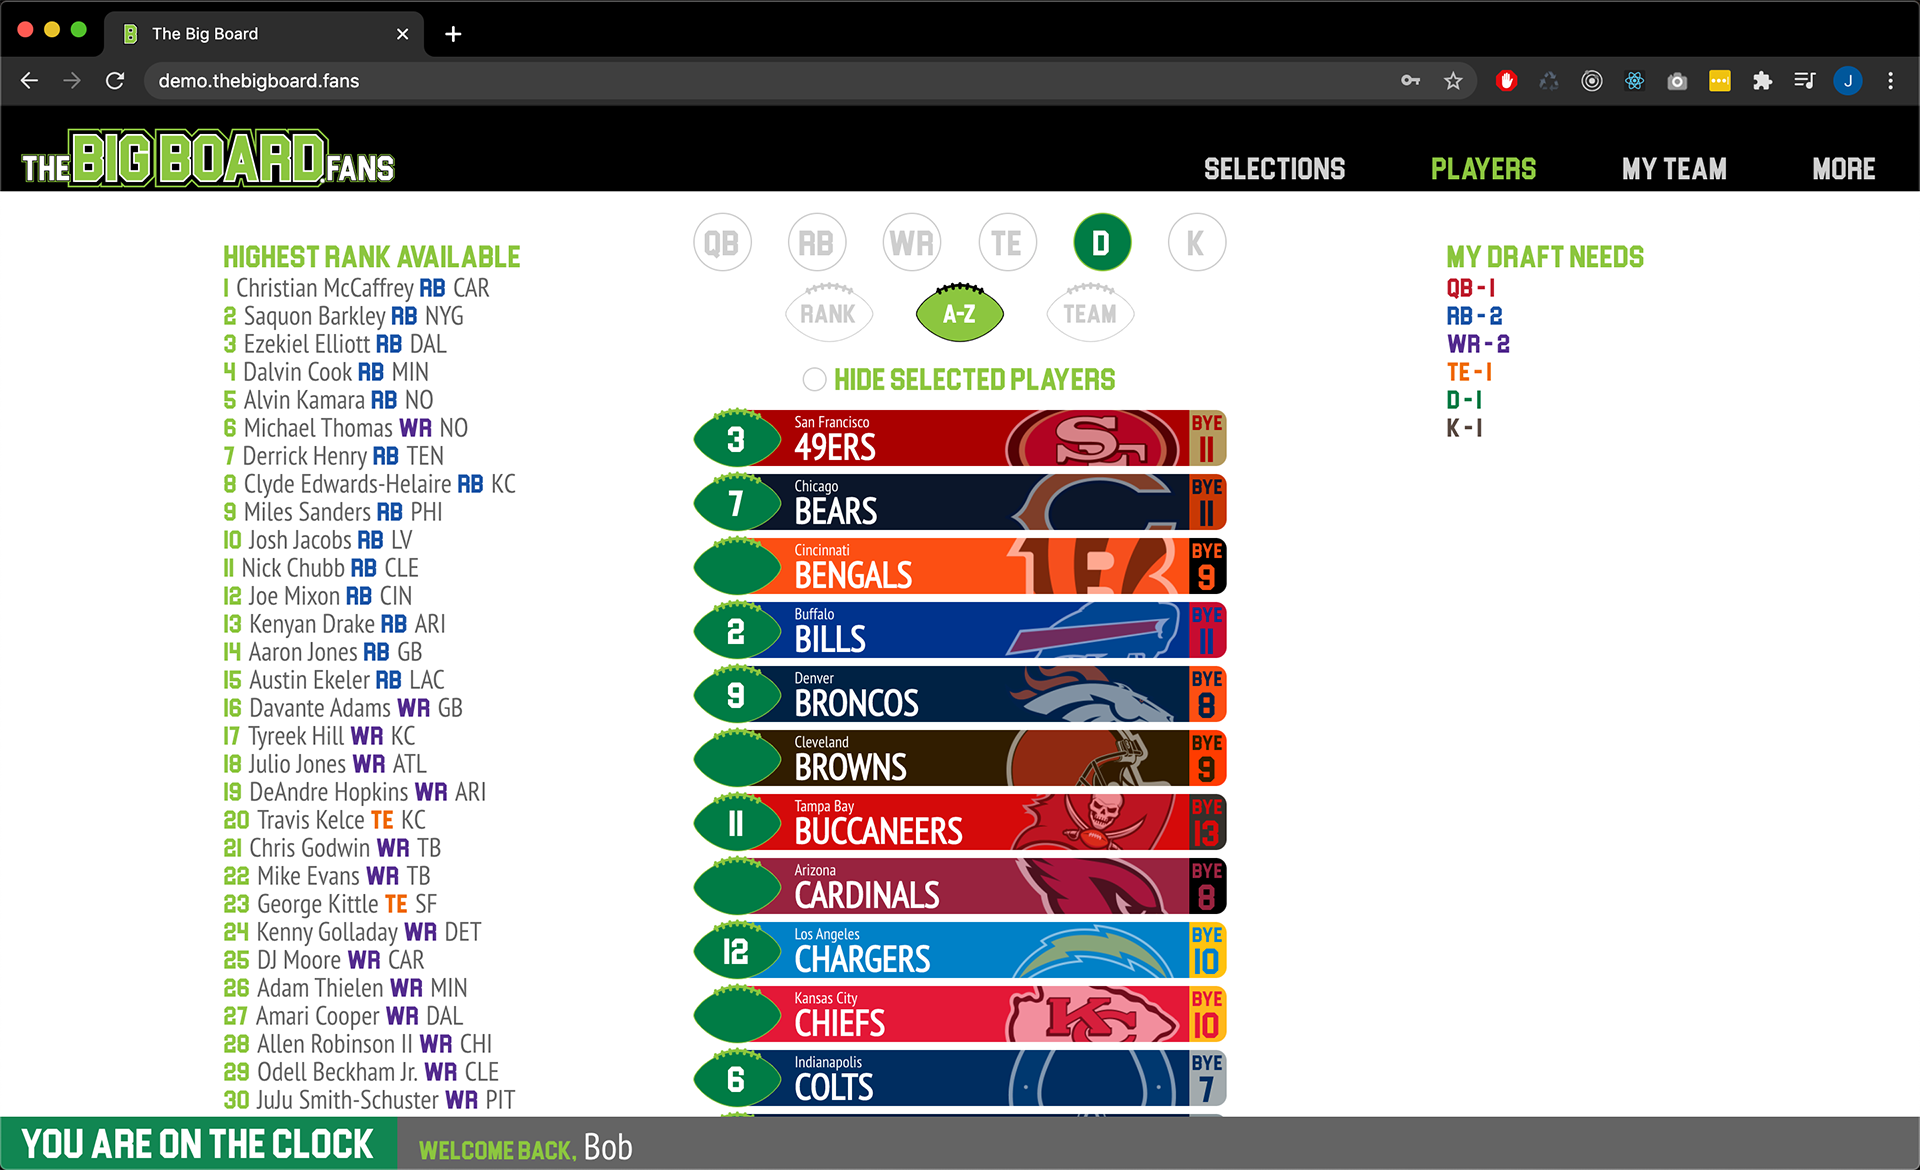 The Big Board
demo.thebigboard.fans
J
THE BIG BOARD.FANS
SELECTIONS
PLAYERS
MY TEAM
MORE
HIGHEST RANK AVAILABLE
1 Christian McCaffrey RB CAR
2 Saquon Barkley RB NYG
3 Ezekiel Elliott RB DAL
4 Dalvin Cook RB MIN
5 Alvin Kamara RB NO
6 Michael Thomas WR NO
7 Derrick Henry RB TEN
8 Clyde Edwards-Helaire RB KC
9 Miles Sanders RB PHI
10 Josh Jacobs RB LV
11 Nick Chubb RB CLE
12 Joe Mixon RB CIN
13 Kenyan Drake RB ARI
14 Aaron Jones RB GB
15 Austin Ekeler RB LAC
16 Davante Adams WR GB
17 Tyreek Hill WR KC
18 Julio Jones WR ATL
19 DeAndre Hopkins WR ARI
20 Travis Kelce TE KC
21 Chris Godwin WR TB
22 Mike Evans WR TB
23 George Kittle TE SF
24 Kenny Golladay WR DET
25 DJ Moore WR CAR
26 Adam Thielen WR MIN
27 Amari Cooper WR DAL
28 Allen Robinson II WR CHI
29 Odell Beckham Jr. WR CLE
30 JuJu Smith-Schuster WR PIT
QB RB WR TE D K
RANK A-Z TEAM
HIDE SELECTED PLAYERS
3 San Francisco
49ERS
SF
BYE
11
7 Chicago
BEARS
BYE
11
Cincinnati
BENGALS
B
BYE
9
2 Buffalo
BILLS
BYE
11
9 Denver
BRONCOS
BYE
8
Cleveland
BROWNS
BYE
9
11 Tampa Bay
BUCCANEERS
BYE
13
Arizona
CARDINALS
BYE
8
12 Los Angeles
CHARGERS
BYE
10
Kansas City
CHIEFS
KC
BYE
10
6 Indianapolis
COLTS
BYE
7
MY DRAFT NEEDS
QB - 1
RB - 2
WR - 2
TE - 1
D - 1
K - 1
YOU ARE ON THE CLOCK
WELCOME BACK, Bob